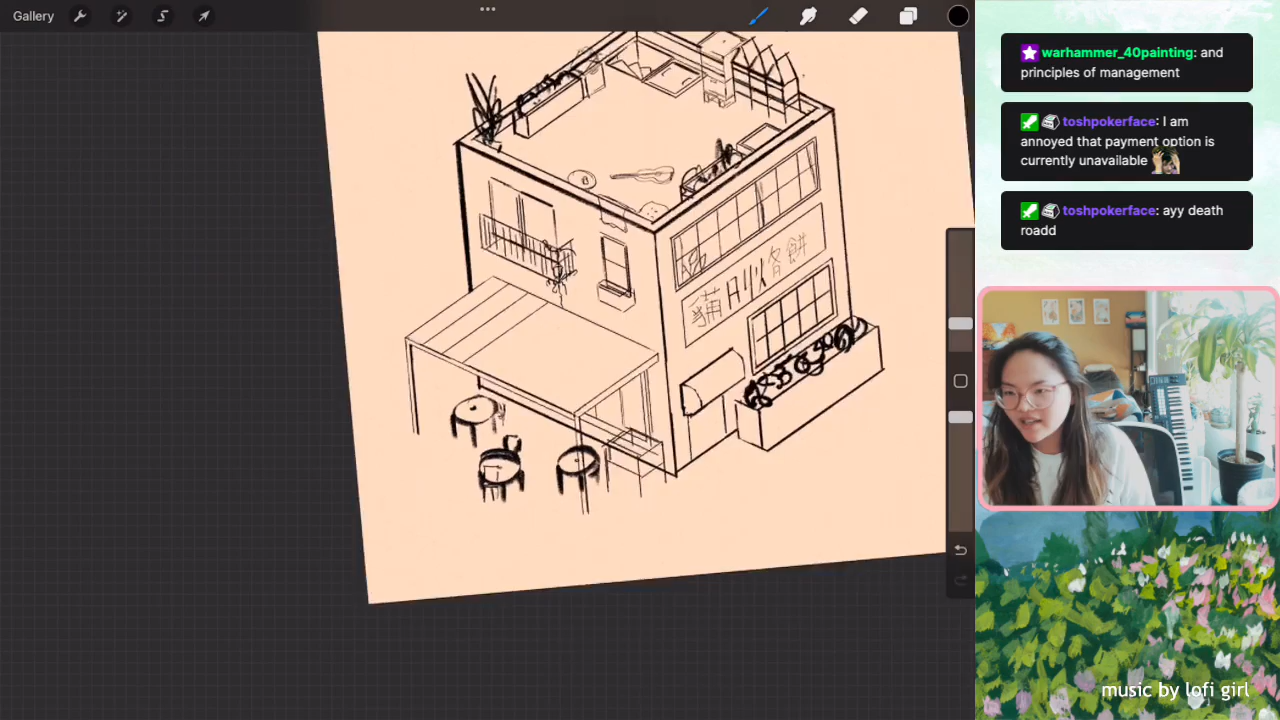 Gallery
warhammer_40painting: and
principles of management
toshpokerface: I am
annoyed that payment option is
currently unavailable
toshpokerface: ayy death
roadd
music by lofi girl